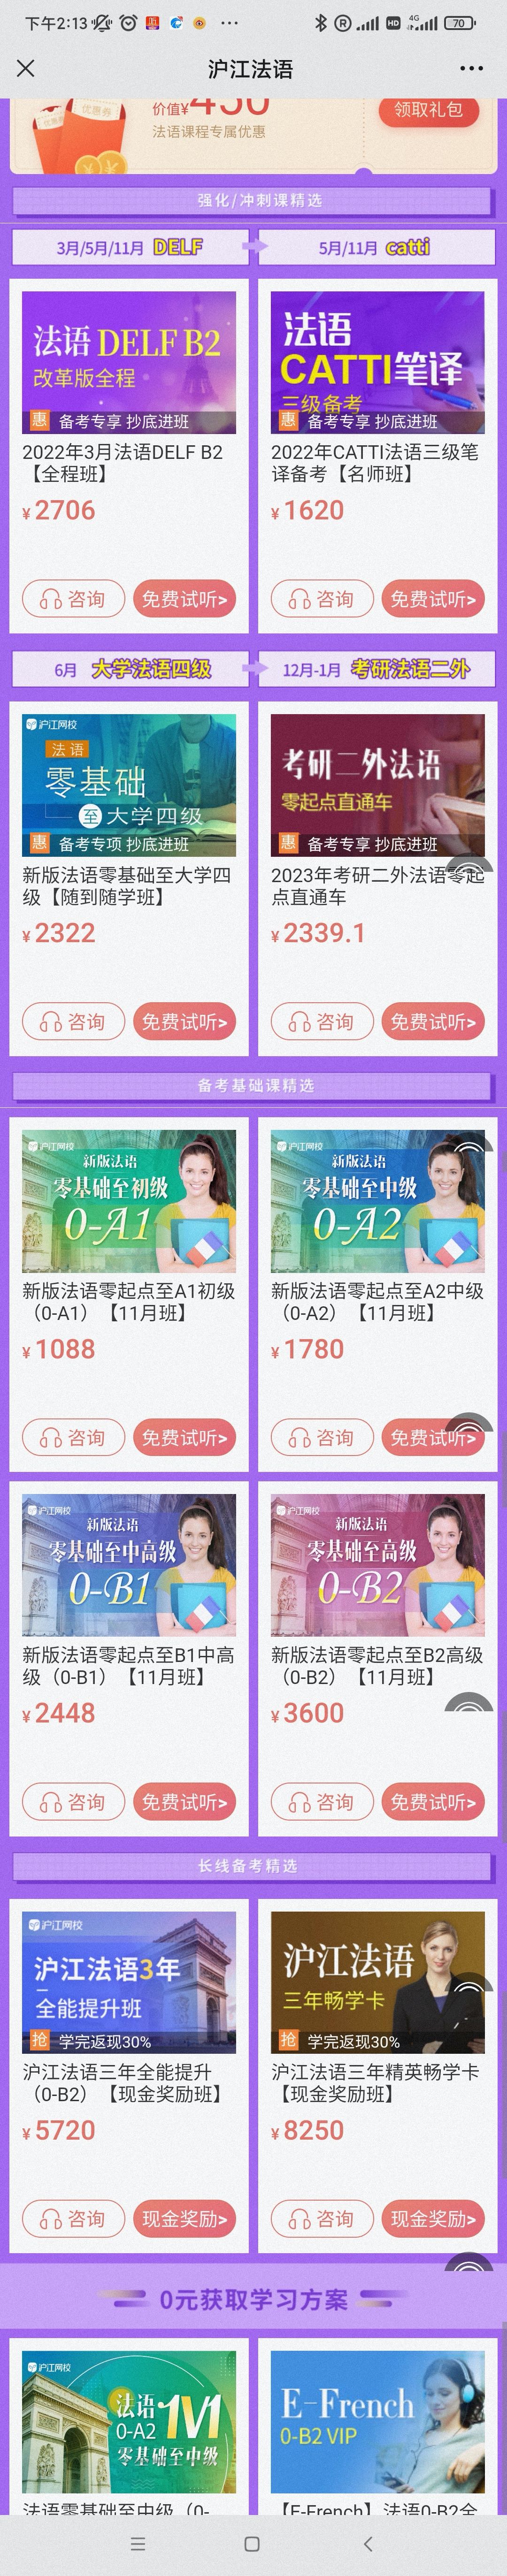 下午2:13
4G
HD
70
沪江法语
优惠券
优惠券
价值¥450
法语课程专属优惠
领取礼包
强化/冲刺课精选
3月/5月/11月 DELF
5月/11月 catti
法语 DELF B2
改革版全程
惠 备考专享 抄底进班
2022年3月法语DELF B2
【全程班】
¥2706
咨询
免费试听>
法语
CATTI笔译
三级备考
惠 备考专享 抄底进班
2022年CATTI法语三级笔
译备考【名师班】
¥1620
咨询
免费试听>
6月 大学法语四级
12月-1月 考研法语二外
沪江网校
法语
零基础
至 大学四级
惠 备考专项 抄底进班
新版法语零基础至大学四
级【随到随学班】
¥2322
咨询
免费试听>
考研二外法语
零起点直通车
惠 备考专享 抄底进班
2023年考研二外法语零起
点直通车
¥2339.1
咨询
免费试听>
备考基础课精选
沪江网校
新版法语
零基础至初级
0-A1
新版法语零起点至A1初级
（0-A1）【11月班】
¥1088
咨询
免费试听>
沪江网校
新版法语
零基础至中级
0-A2
新版法语零起点至A2中级
（0-A2）【11月班】
¥1780
咨询
免费试听>
沪江网校
新版法语
零基础至中高级
0-B1
新版法语零起点至B1中高
级（0-B1）【11月班】
¥2448
咨询
免费试听>
沪江网校
新版法语
零基础至高级
0-B2
新版法语零起点至B2高级
（0-B2）【11月班】
¥3600
咨询
免费试听>
长线备考精选
沪江网校
沪江法语3年
全能提升班
抢 学完返现30%
沪江法语三年全能提升
（0-B2）【现金奖励班】
¥5720
咨询
现金奖励>
沪江法语
三年畅学卡
抢 学完返现30%
沪江法语三年精英畅学卡
【现金奖励班】
¥8250
咨询
现金奖励>
0元获取学习方案
沪江网校
法语 1V1
0-A2
零基础至中级
法语零基础至中级（0-
E-French
0-B2 VIP
【E-French】法语0-B2全